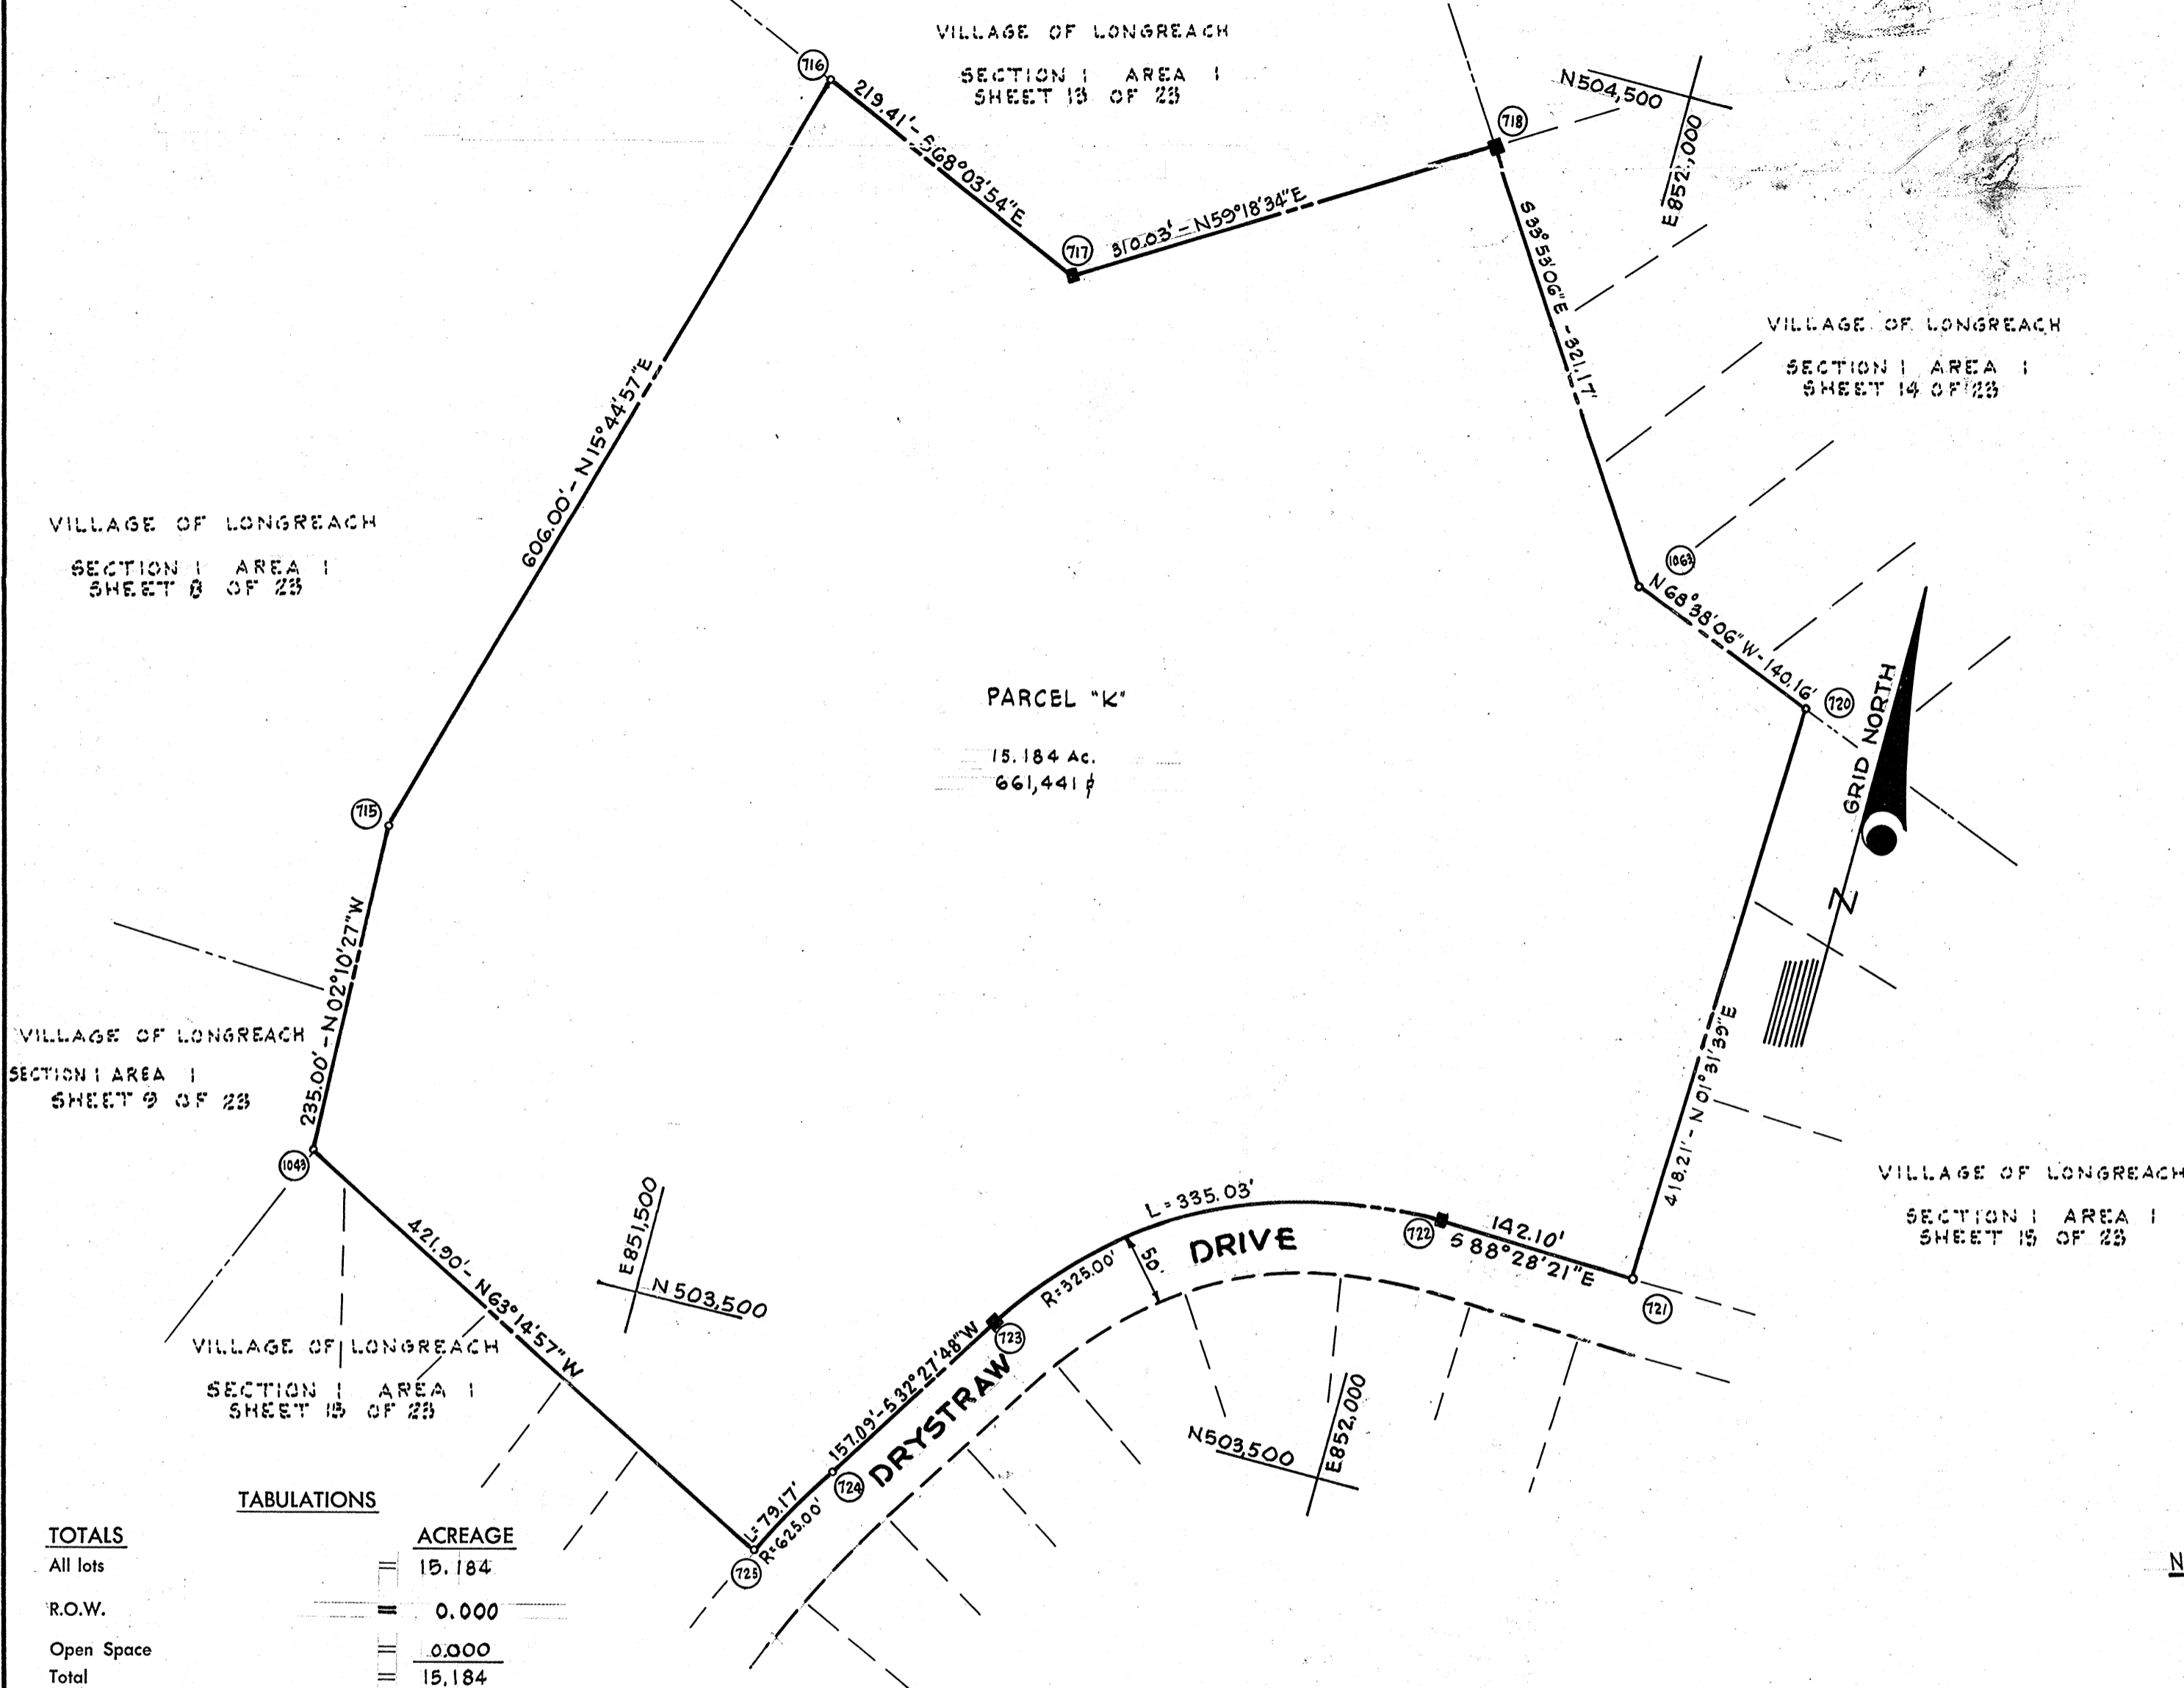 VILLAGE OF LONGREACH
SECTION 1 AREA 1
SHEET 13 OF 23
716
219.41' - S68°03'54"E
717
310.03' - N59°18'34"E
718
N504,500
E852,000
S33°53'06"E - 321.17'
VILLAGE OF LONGREACH
SECTION 1 AREA 1
SHEET 14 OF 23
606.00' - N15°44'57"E
VILLAGE OF LONGREACH
SECTION 1 AREA 1
SHEET 8 OF 23
1063
N68°38'06"W - 140.16'
720
GRID NORTH
N
PARCEL "K"
15.184 Ac.
661,441
715
235.00' - N02°10'27"W
VILLAGE OF LONGREACH
SECTION 1 AREA 1
SHEET 9 OF 23
1043
418.21' - N01°31'39"E
VILLAGE OF LONGREACH
SECTION 1 AREA 1
SHEET 15 OF 23
L = 335.03'
R=325.00'
50'
DRIVE
722
142.10'
S88°28'21"E
721
E851,500
N503,500
421.90' - N63°14'57"W
VILLAGE OF LONGREACH
SECTION 1 AREA 1
SHEET OF 23
723
157.09' - S32°27'48"W
DRYSTRAW
724
L=79.17'
R=625.00'
725
N503,500
E852,000
TABULATIONS
TOTALS ACREAGE
All lots = 15.184
R.O.W. = 0.000
Open Space = 0.000
Total = 15.184
N